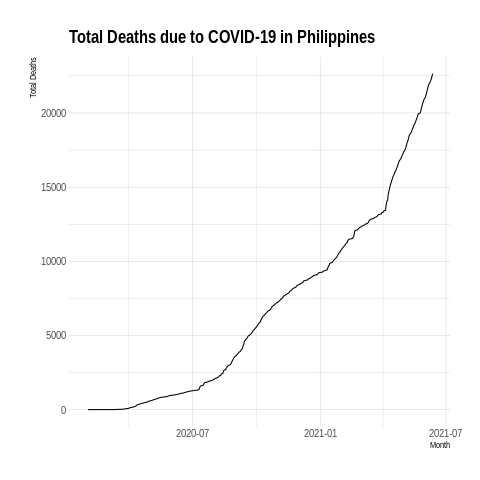 Total Deaths due to COVID-19 in Philippines
Total Deaths
20000
15000
10000
5000
0
2020-07
2021-01
2021-07
Month